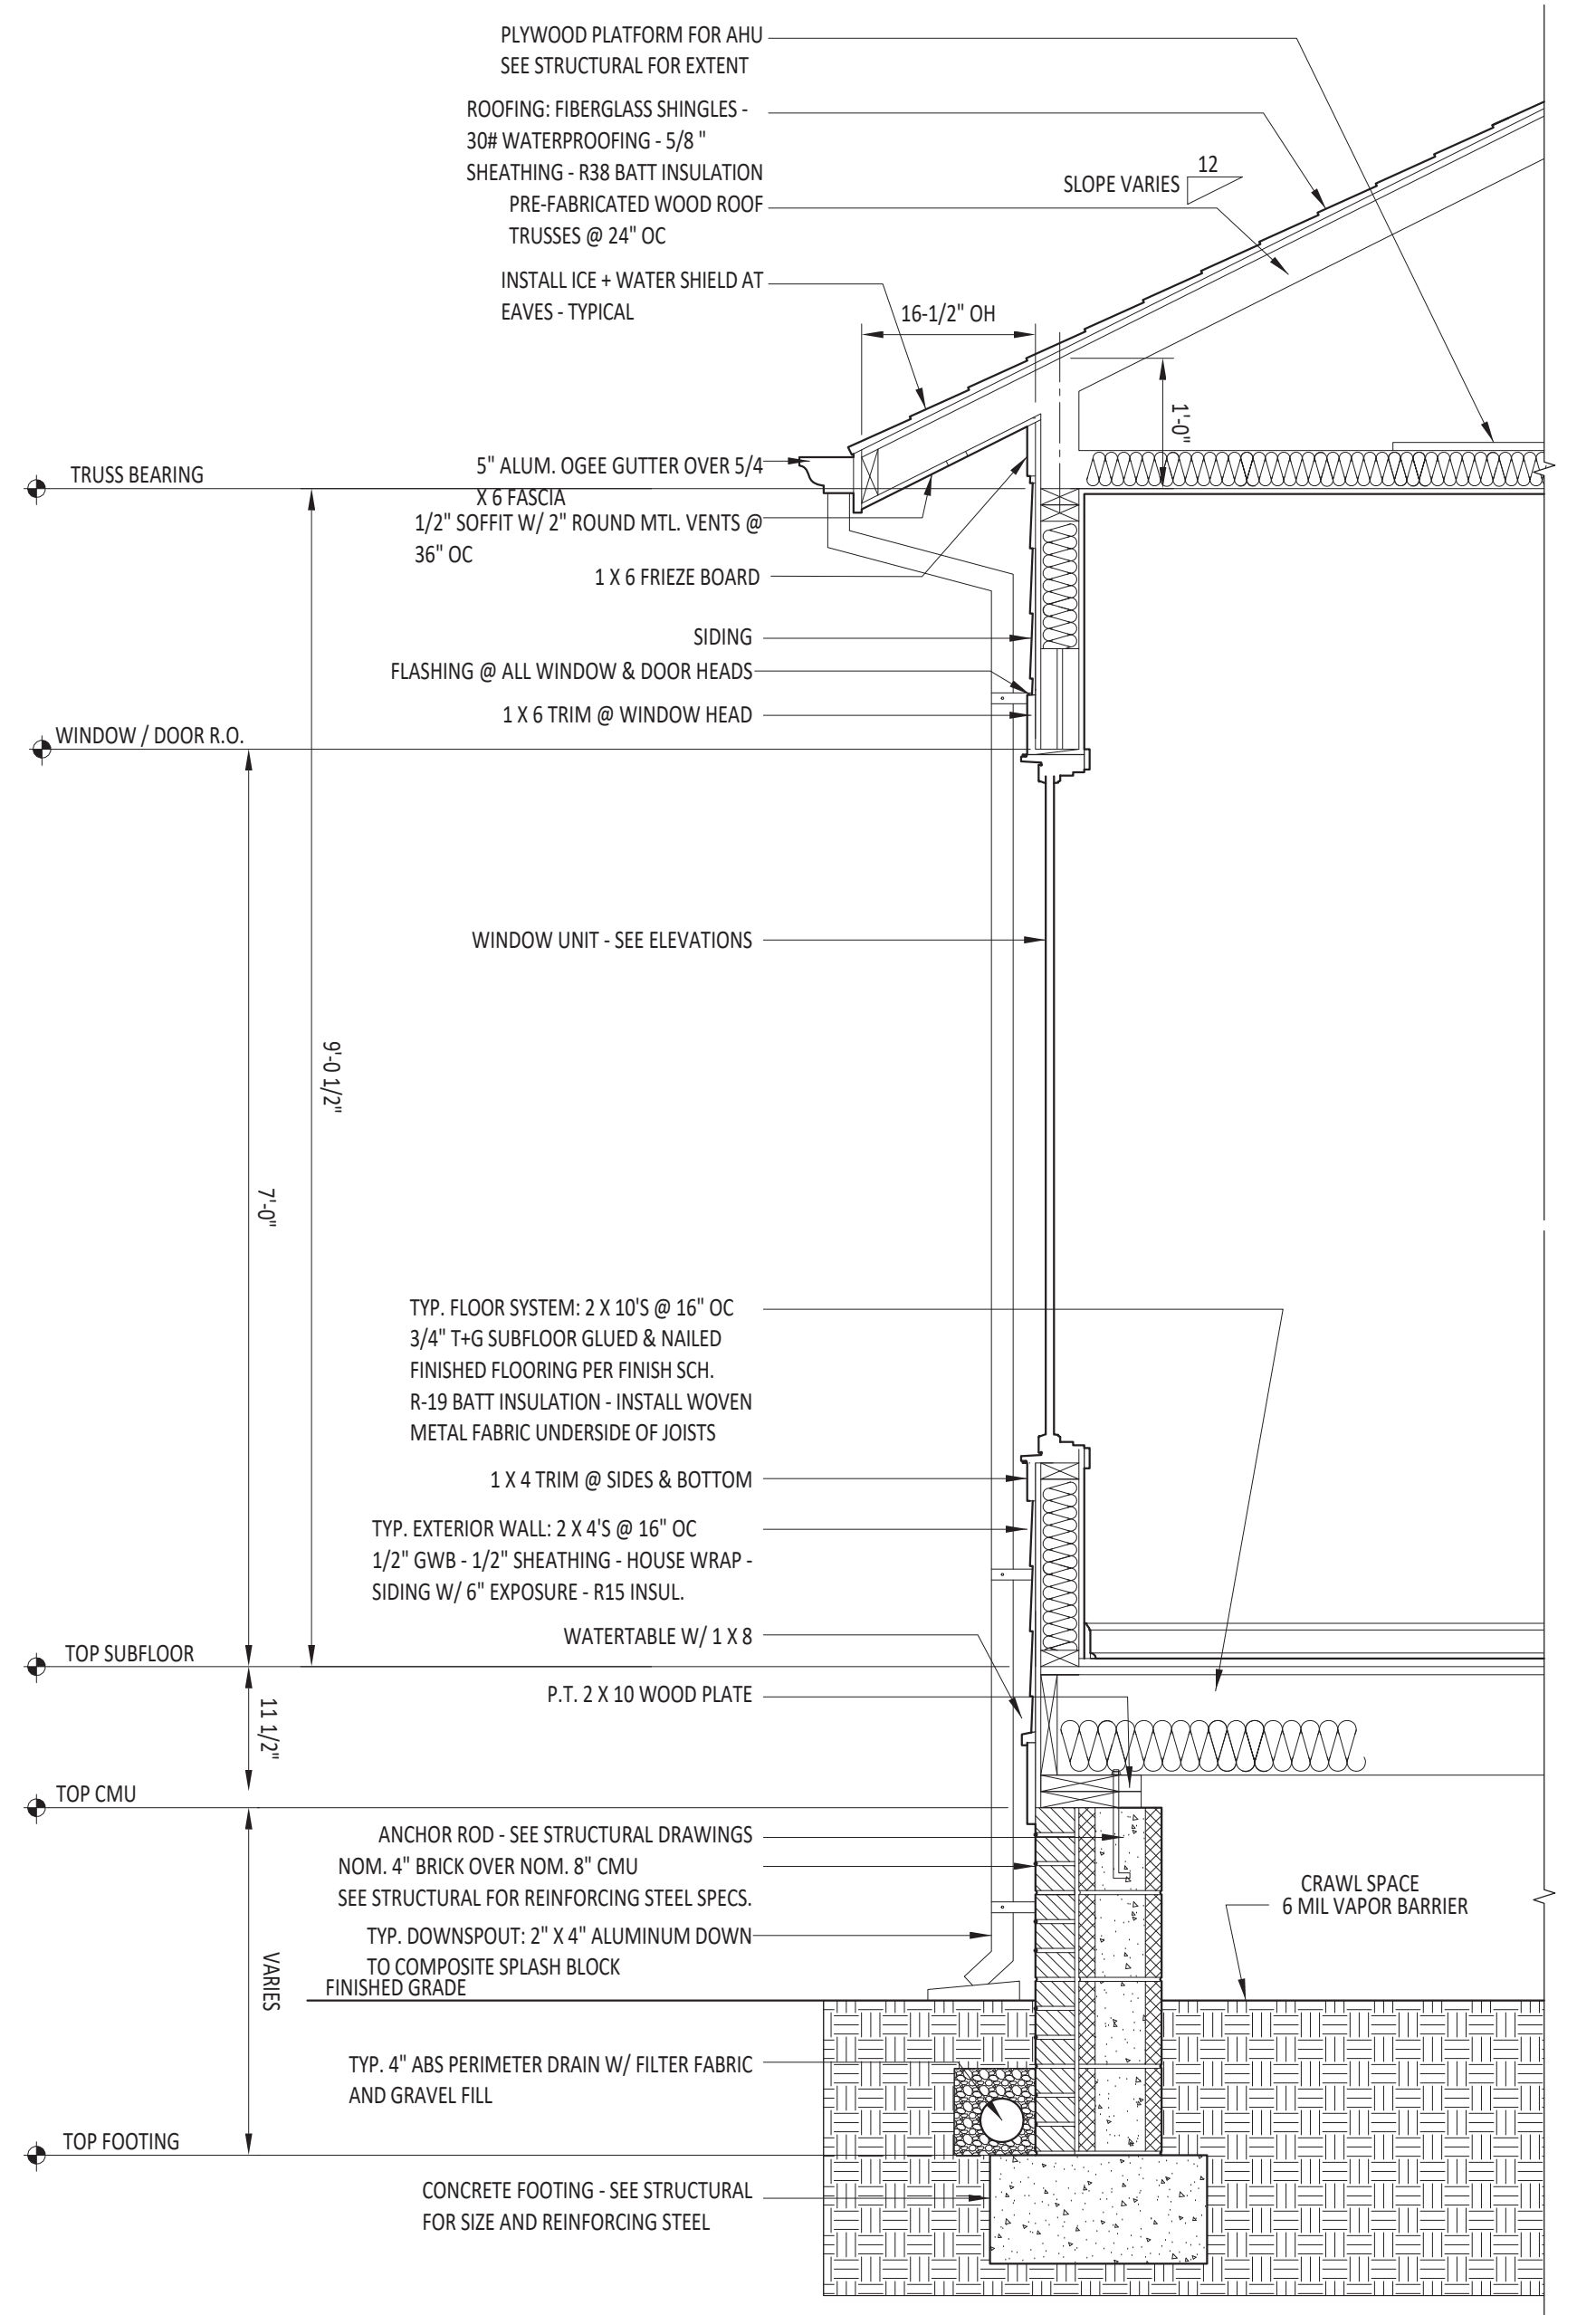 PLYWOOD PLATFORM FOR AHU
SEE STRUCTURAL FOR EXTENT
ROOFING: FIBERGLASS SHINGLES -
30# WATERPROOFING - 5/8 "
SHEATHING - R38 BATT INSULATION
12
SLOPE VARIES
PRE-FABRICATED WOOD ROOF
TRUSSES @ 24" OC
INSTALL ICE + WATER SHIELD AT
EAVES - TYPICAL
16-1/2" OH
1'-0"
TRUSS BEARING
5" ALUM. OGEE GUTTER OVER 5/4
X 6 FASCIA
1/2" SOFFIT W/ 2" ROUND MTL. VENTS @
36" OC
1 X 6 FRIEZE BOARD
SIDING
FLASHING @ ALL WINDOW & DOOR HEADS
1 X 6 TRIM @ WINDOW HEAD
WINDOW / DOOR R.O.
WINDOW UNIT - SEE ELEVATIONS
9'-0 1/2"
7'-0"
TYP. FLOOR SYSTEM: 2 X 10'S @ 16" OC
3/4" T+G SUBFLOOR GLUED & NAILED
FINISHED FLOORING PER FINISH SCH.
R-19 BATT INSULATION - INSTALL WOVEN
METAL FABRIC UNDERSIDE OF JOISTS
1 X 4 TRIM @ SIDES & BOTTOM
TYP. EXTERIOR WALL: 2 X 4'S @ 16" OC
1/2" GWB - 1/2" SHEATHING - HOUSE WRAP -
SIDING W/ 6" EXPOSURE - R15 INSUL.
WATERTABLE W/ 1 X 8
TOP SUBFLOOR
P.T. 2 X 10 WOOD PLATE
11 1/2"
TOP CMU
ANCHOR ROD - SEE STRUCTURAL DRAWINGS
NOM. 4" BRICK OVER NOM. 8" CMU
SEE STRUCTURAL FOR REINFORCING STEEL SPECS.
CRAWL SPACE
6 MIL VAPOR BARRIER
TYP. DOWNSPOUT: 2" X 4" ALUMINUM DOWN
TO COMPOSITE SPLASH BLOCK
FINISHED GRADE
VARIES
TYP. 4" ABS PERIMETER DRAIN W/ FILTER FABRIC
AND GRAVEL FILL
TOP FOOTING
CONCRETE FOOTING - SEE STRUCTURAL
FOR SIZE AND REINFORCING STEEL